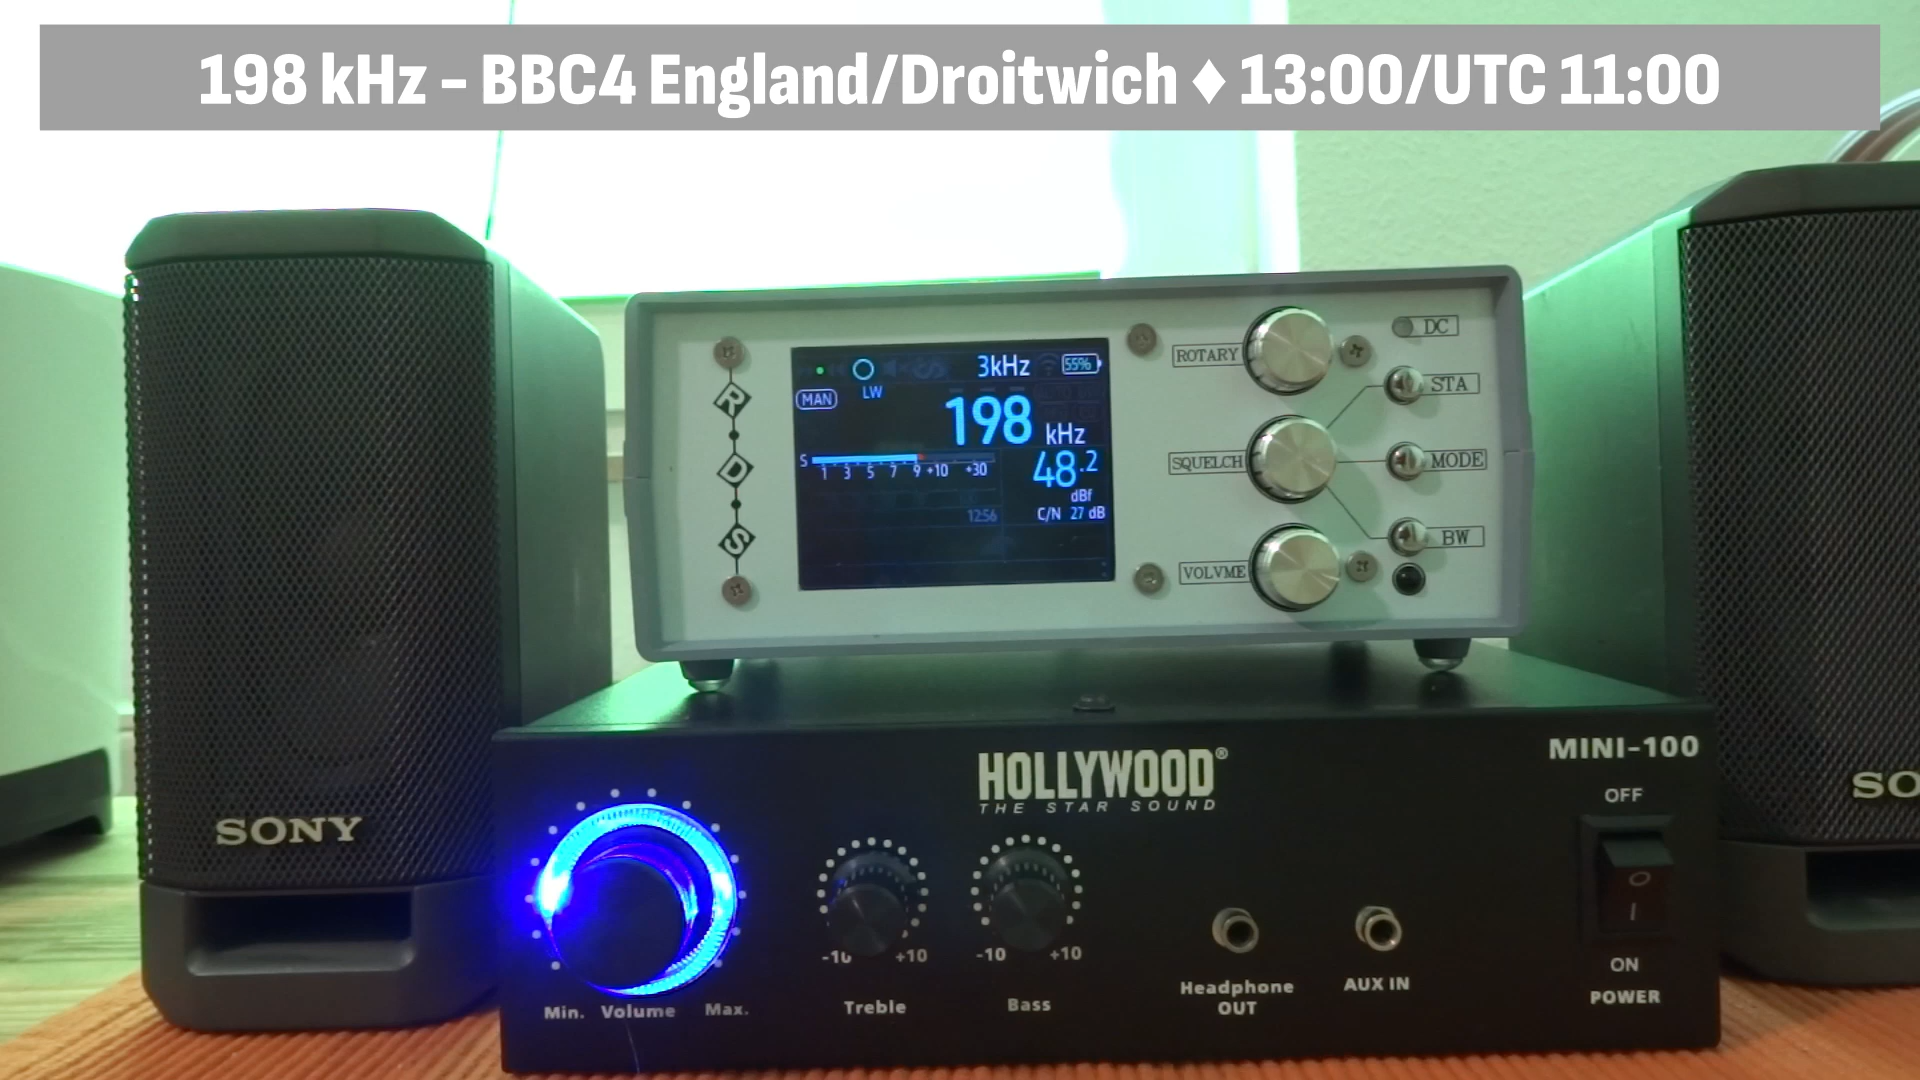 198 kHz – BBC4 England/Droitwich ♦ 13:00/UTC 11:00
3kHz
55%
MAN
LW
198 kHz
S
1 3 5 7 9 +10 +30
48.2
dBf
1256
C/N 27 dB
R
D
S
ROTARY
DC
STA
SQUELCH
MODE
BW
VOLVME
SONY
SO
HOLLYWOOD®
THE STAR SOUND
MINI-100
OFF
ON
POWER
Min. Volume Max.
-10 +10
Treble
-10 +10
Bass
Headphone
OUT
AUX IN